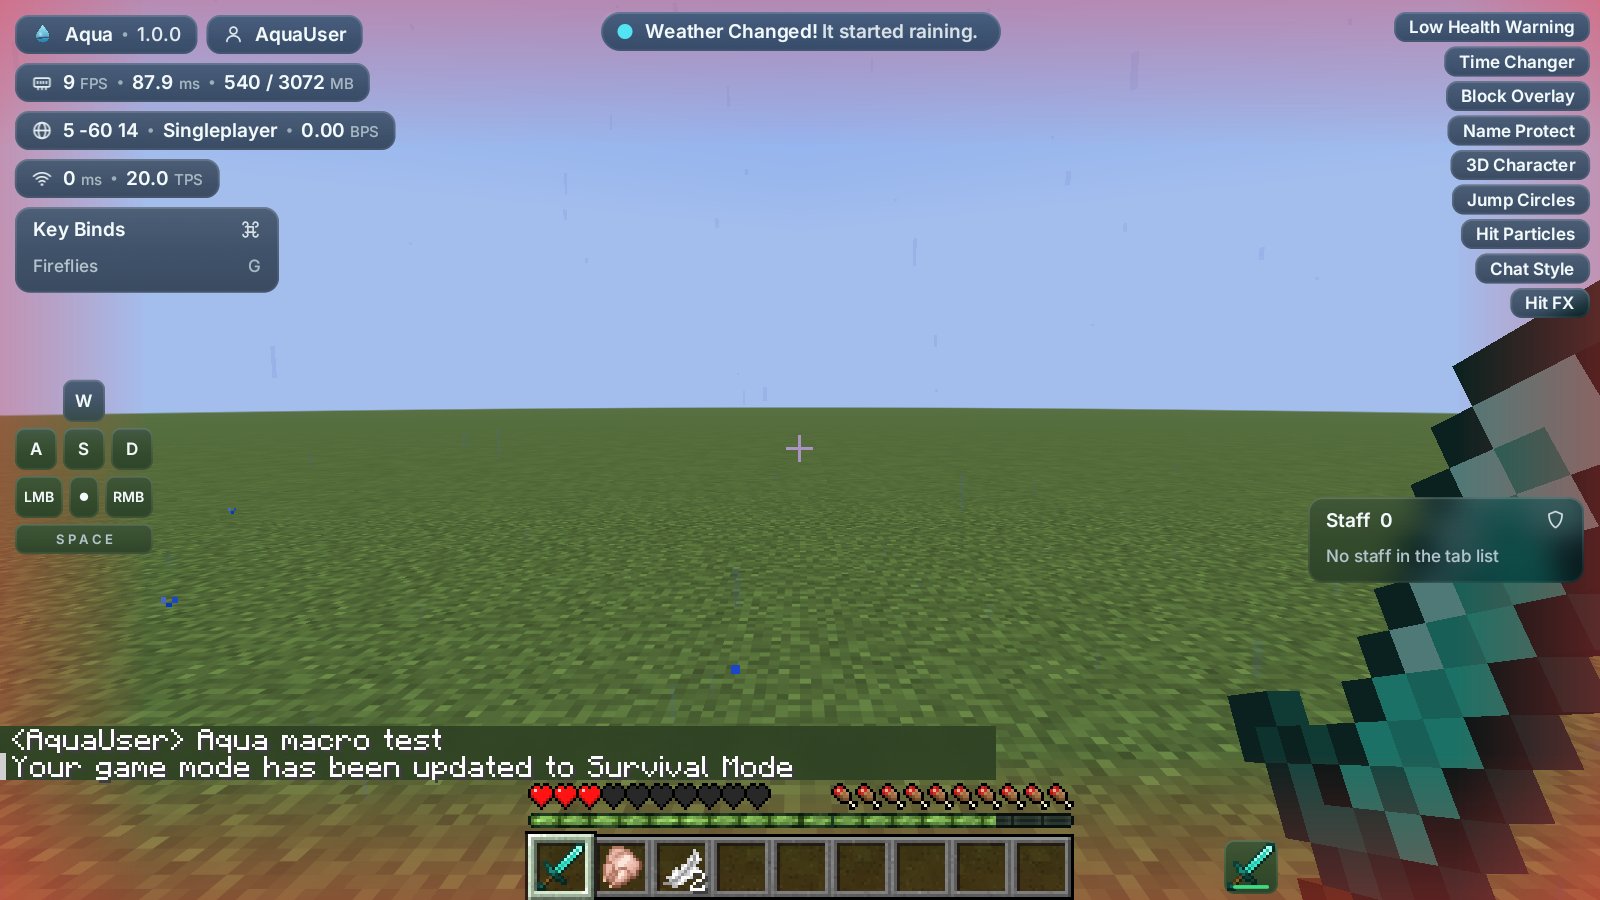 Aqua • 1.0.0
AquaUser
Weather Changed! It started raining.
9 FPS • 87.9 ms • 540 / 3072 MB
5 -60 14 • Singleplayer • 0.00 BPS
0 ms • 20.0 TPS
Key Binds
Fireflies G
Low Health Warning
Time Changer
Block Overlay
Name Protect
3D Character
Jump Circles
Hit Particles
Chat Style
Hit FX
W
A S D
LMB RMB
SPACE
Staff 0
No staff in the tab list
<AquaUser> Aqua macro test
Your game mode has been updated to Survival Mode
2